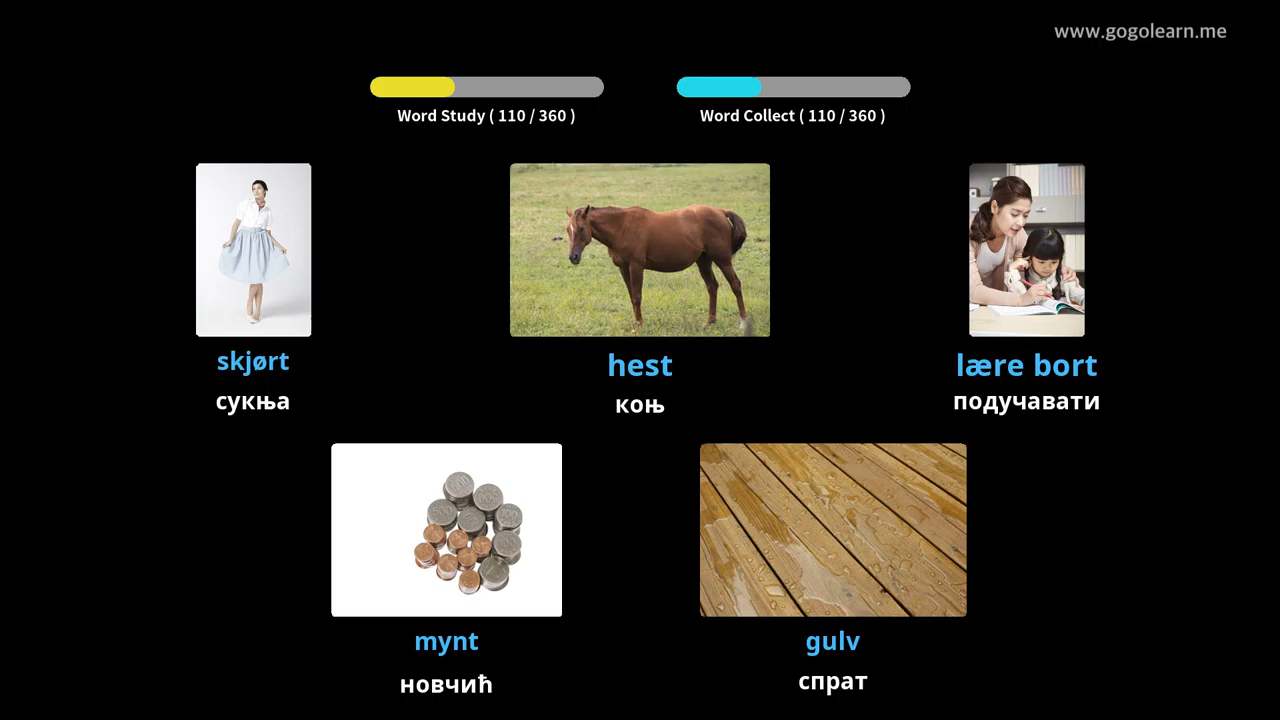 www.gogolearn.me
Word Study ( 110 / 360 )
Word Collect ( 110 / 360 )
skjørt
hest
lære bort
сукња
коњ
подучавати
mynt
gulv
новчић
спрат